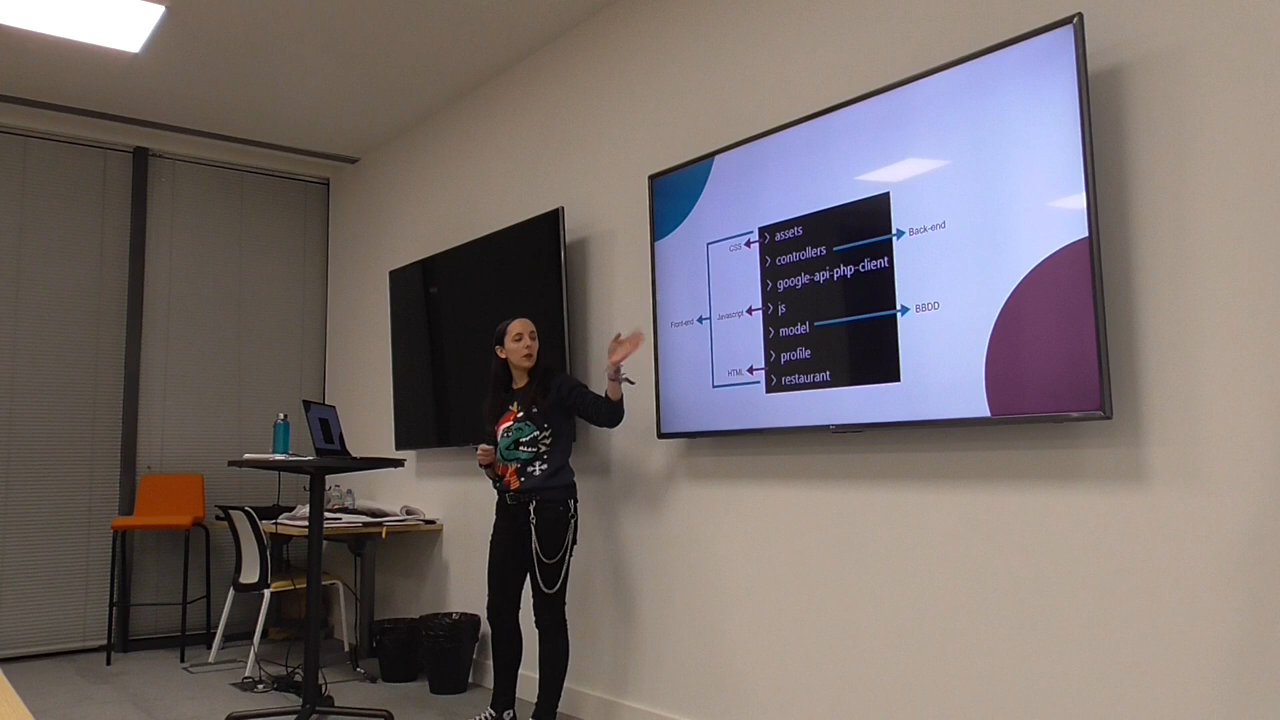 assets
controllers
google-api-php-client
js
model
profile
restaurant
CSS
Javascript
HTML
Front-end
Back-end
BBDD